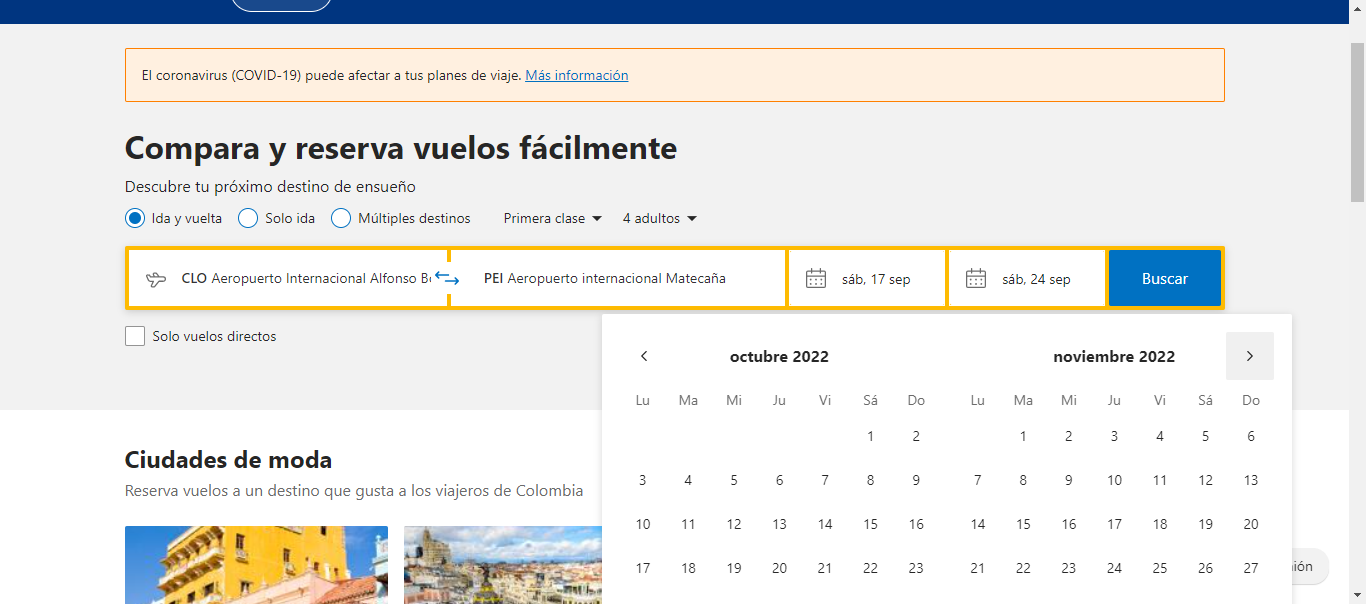 El coronavirus (COVID-19) puede afectar a tus planes de viaje. Más información
Compara y reserva vuelos fácilmente
Descubre tu próximo destino de ensueño
Ida y vuelta Solo ida Múltiples destinos Primera clase 4 adultos
CLO Aeropuerto Internacional Alfonso PEI Aeropuerto internacional Matecaña sáb, 17 sep sáb, 24 sep Buscar
Solo vuelos directos
octubre 2022 noviembre 2022
Lu Ma Mi Ju Vi Sá Do Lu Ma Mi Ju Vi Sá Do
1 2 1 2 3 4 5 6
3 4 5 6 7 8 9 7 8 9 10 11 12 13
10 11 12 13 14 15 16 14 15 16 17 18 19 20
17 18 19 20 21 22 23 21 22 23 24 25 26 27
Ciudades de moda
Reserva vuelos a un destino que gusta a los viajeros de Colombia